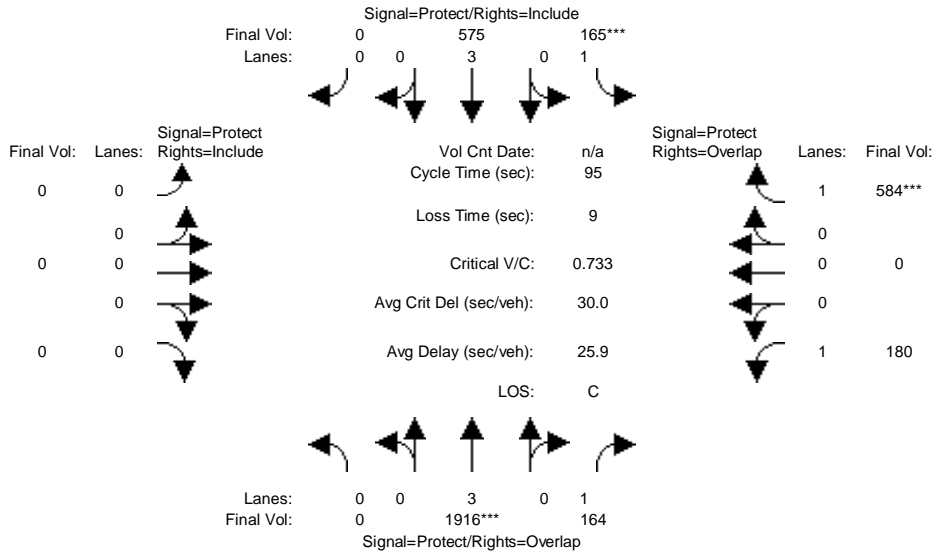 Signal=Protect/Rights=Include
Final Vol: 0 575 165***
Lanes: 0 0 3 0 1
Signal=Protect
Final Vol: Lanes: Rights=Include
Vol Cnt Date: n/a
Signal=Protect
Rights=Overlap Lanes: Final Vol:
Cycle Time (sec): 95
0 0
1 584***
Loss Time (sec): 9
0
0
0 0
Critical V/C: 0.733
0 0
0
Avg Crit Del (sec/veh): 30.0
0
0 0
Avg Delay (sec/veh): 25.9
1 180
LOS: C
Lanes: 0 0 3 0 1
Final Vol: 0 1916*** 164
Signal=Protect/Rights=Overlap